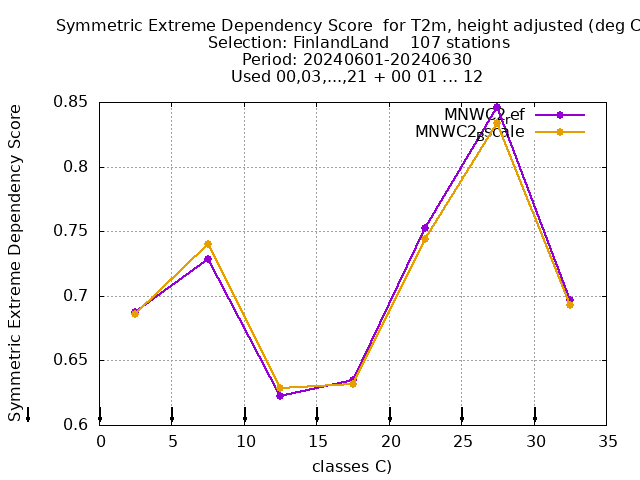 Symmetric Extreme Dependency Score for T2m, height adjusted (deg C
Selection: FinlandLand 107 stations
Period: 20240601-20240630
Used 00,03,...,21 + 00 01 ... 12
Symmetric Extreme Dependency Score
0.85
0.8
0.75
0.7
0.65
0.6
MNWC2ref
MNWC2Bscale
0 5 10 15 20 25 30 35
classes C)